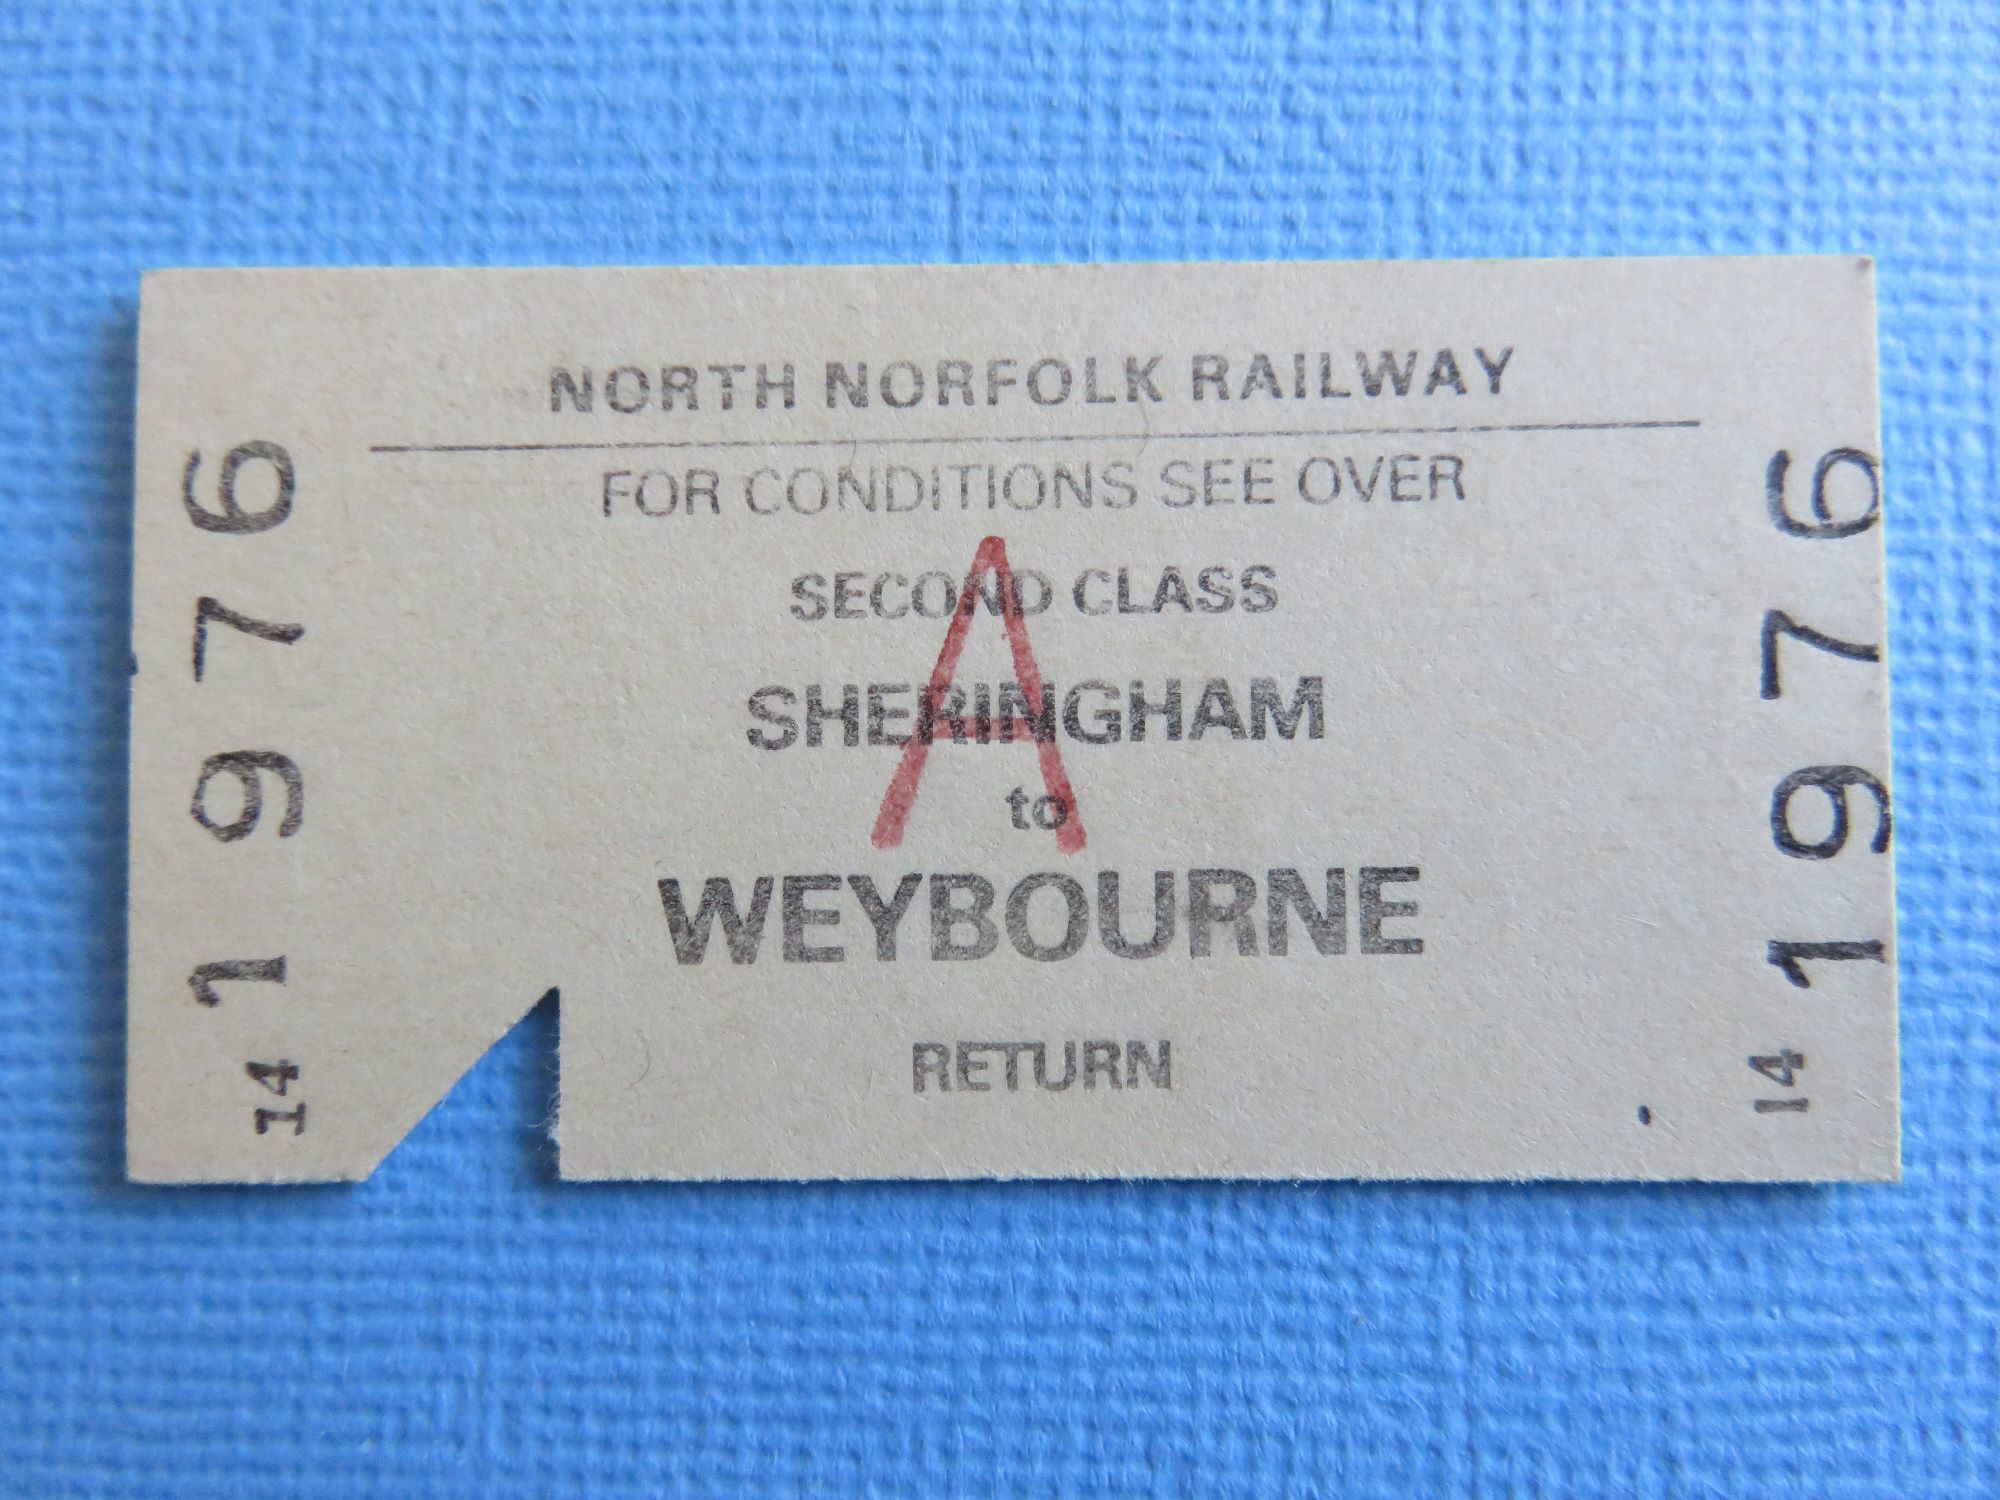 NORTH NORFOLK RAILWAY
FOR CONDITIONS SEE OVER
SECOND CLASS
A
SHERINGHAM
to
WEYBOURNE
RETURN
14 1976
14 1976